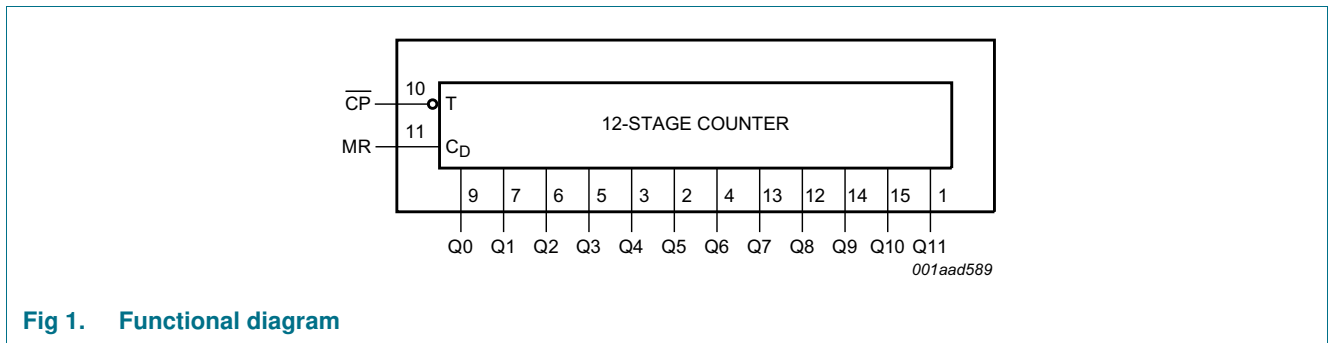 10
C̅P̅ T
12-STAGE COUNTER
11
MR C_D
9 7 6 5 3 2 4 13 12 14 15 1
Q0 Q1 Q2 Q3 Q4 Q5 Q6 Q7 Q8 Q9 Q10 Q11
001aad589
Fig 1. Functional diagram